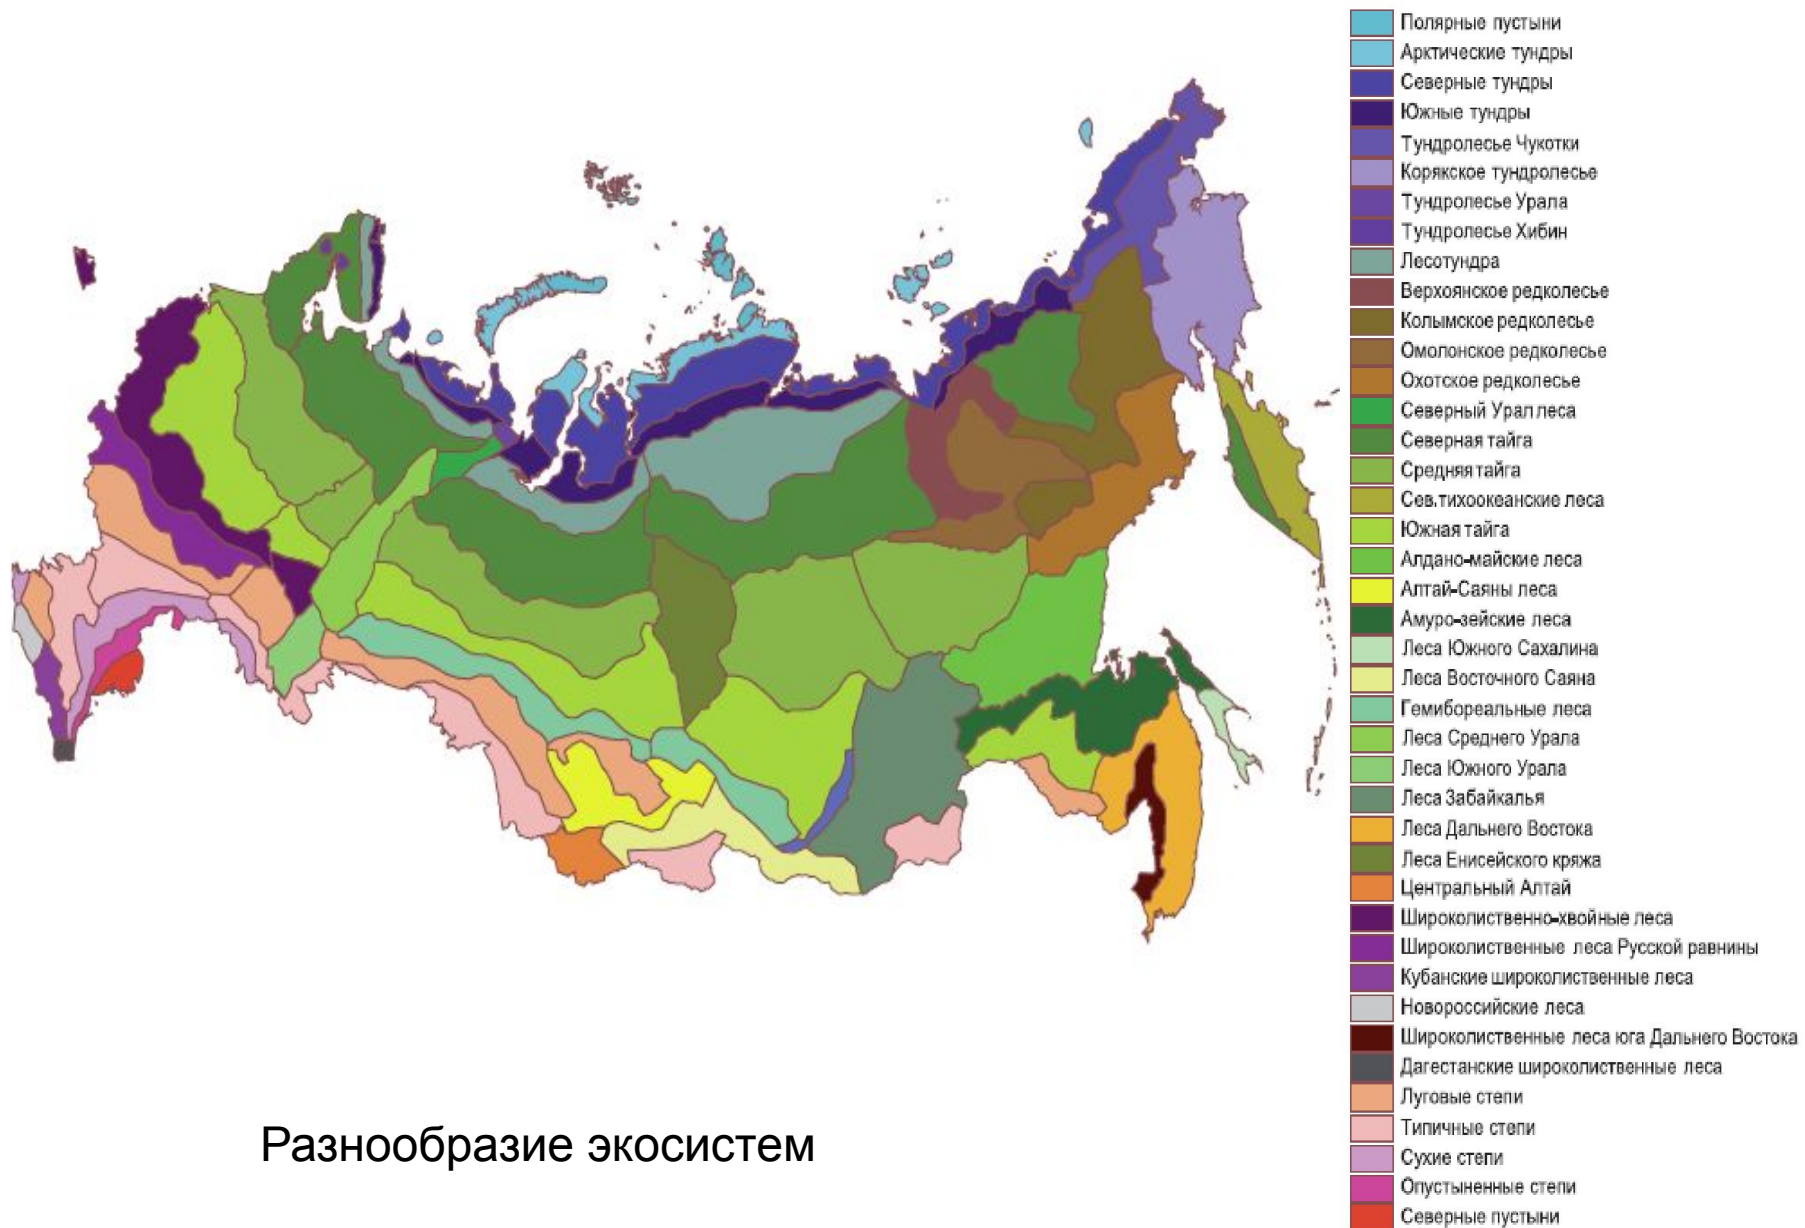 Полярные пустыни
Арктические тундры
Северные тундры
Южные тундры
Тундролесье Чукотки
Корякское тундролесье
Тундролесье Урала
Тундролесье Хибин
Лесотундра
Верхоянское редколесье
Колымское редколесье
Омолонское редколесье
Охотское редколесье
Северный Урал леса
Северная тайга
Средняя тайга
Сев.тихоокеанские леса
Южная тайга
Алдано-майские леса
Алтай-Саяны леса
Амуро-зейские леса
Леса Южного Сахалина
Леса Восточного Саяна
Гемибореальные леса
Леса Среднего Урала
Леса Южного Урала
Леса Забайкалья
Леса Дальнего Востока
Леса Енисейского кряжа
Центральный Алтай
Широколиственно-хвойные леса
Широколиственные леса Русской равнины
Кубанские широколиственные леса
Новороссийские леса
Широколиственные леса юга Дальнего Востока
Дагестанские широколиственные леса
Луговые степи
Типичные степи
Сухие степи
Опустыненные степи
Северные пустыни
Разнообразие экосистем